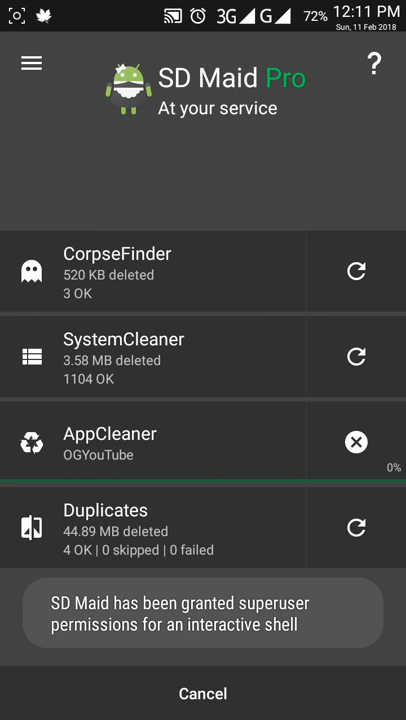 3G G 72% 12:11 PM
Sun, 11 Feb 2018
SD Maid Pro
At your service
?
CorpseFinder
520 KB deleted
3 OK
SystemCleaner
3.58 MB deleted
1104 OK
AppCleaner
OGYouTube
0%
Duplicates
44.89 MB deleted
4 OK | 0 skipped | 0 failed
SD Maid has been granted superuser
permissions for an interactive shell
Cancel